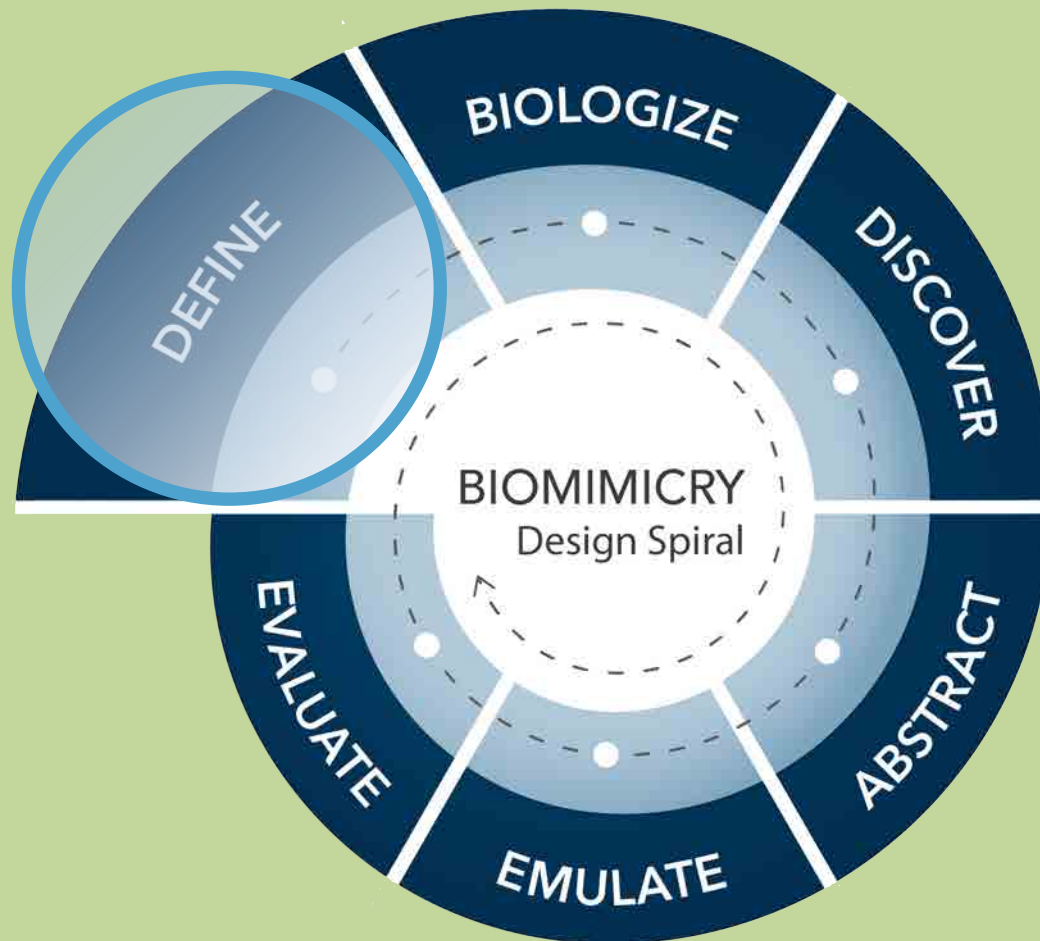 DEFINE
BIOLOGIZE
DISCOVER
ABSTRACT
EMULATE
EVALUATE
BIOMIMICRY
Design Spiral